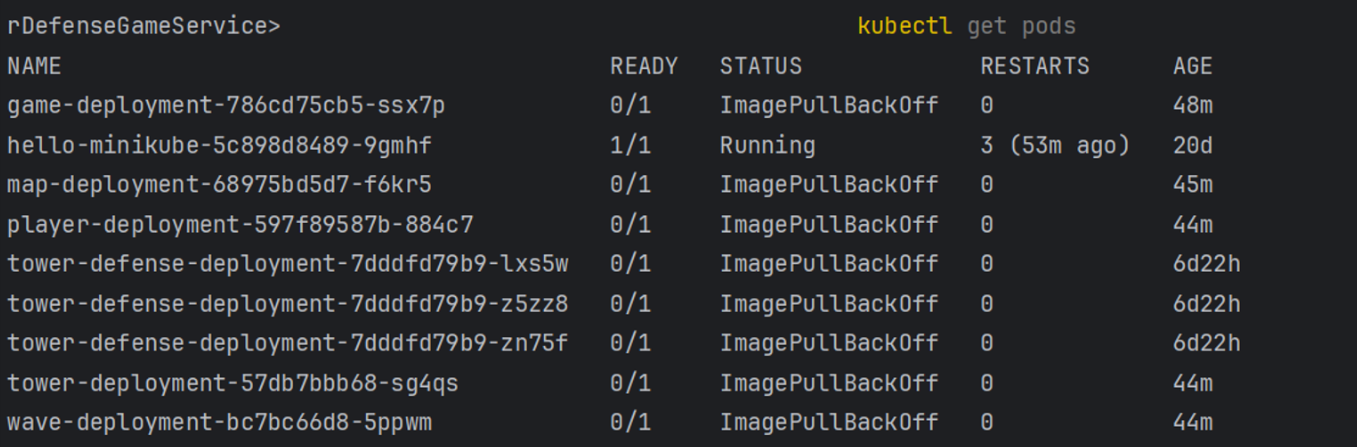 rDefenseGameService> kubectl get pods
NAME READY STATUS RESTARTS AGE
game-deployment-786cd75cb5-ssx7p 0/1 ImagePullBackOff 0 48m
hello-minikube-5c898d8489-9gmhf 1/1 Running 3 (53m ago) 20d
map-deployment-68975bd5d7-f6kr5 0/1 ImagePullBackOff 0 45m
player-deployment-597f89587b-884c7 0/1 ImagePullBackOff 0 44m
tower-defense-deployment-7dddfd79b9-lxs5w 0/1 ImagePullBackOff 0 6d22h
tower-defense-deployment-7dddfd79b9-z5zz8 0/1 ImagePullBackOff 0 6d22h
tower-defense-deployment-7dddfd79b9-zn75f 0/1 ImagePullBackOff 0 6d22h
tower-deployment-57db7bbb68-sg4qs 0/1 ImagePullBackOff 0 44m
wave-deployment-bc7bc66d8-5ppwm 0/1 ImagePullBackOff 0 44m